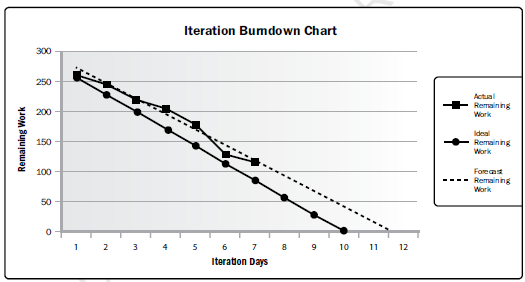 Iteration Burndown Chart
300
250
200
150
100
50
0
Remaining Work
1 2 3 4 5 6 7 8 9 10 11 12
Iteration Days
Actual
Remaining
Work
Ideal
Remaining
Work
Forecast
Remaining
Work